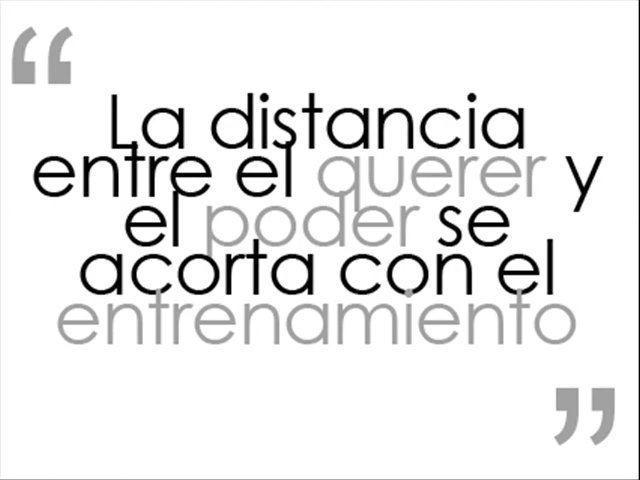 “
La distancia
entre el querer y
el poder se
acorta con el
entrenamiento
”